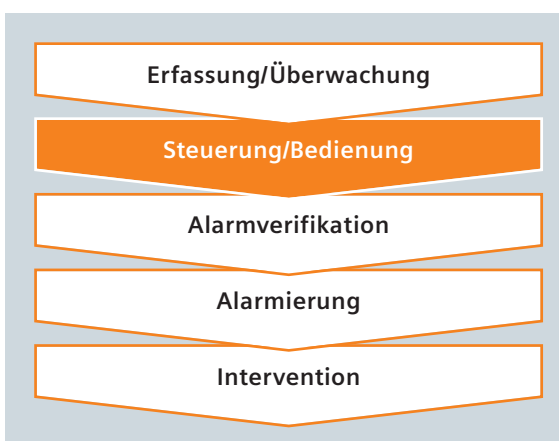 Erfassung/Überwachung
Steuerung/Bedienung
Alarmverifikation
Alarmierung
Intervention